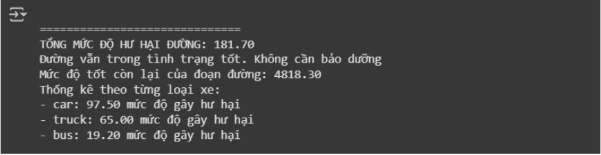 ==============================
TỔNG MỨC ĐỘ HƯ HẠI ĐƯỜNG: 181.70
Đường vẫn trong tình trạng tốt. Không cần bảo dưỡng
Mức độ tốt còn lại của đoạn đường: 4818.30
Thống kê theo từng loại xe:
- car: 97.50 mức độ gây hư hại
- truck: 65.00 mức độ gây hư hại
- bus: 19.20 mức độ gây hư hại